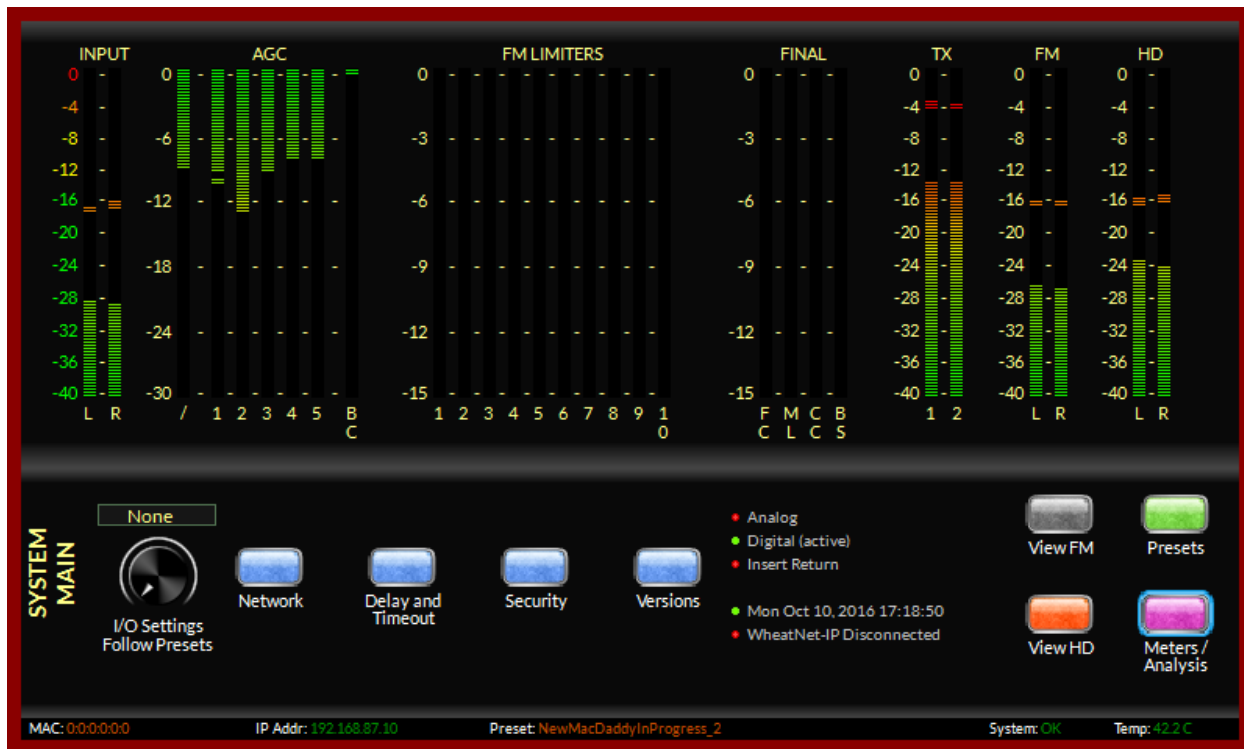 INPUT AGC FM LIMITERS FINAL TX FM HD
0 0 0 0 0 0 0
-4 -4 -4 -4
-8 -6 -3 -3 -8 -8 -8
-12 -12 -12 -12
-16 -12 -6 -6 -16 -16 -16
-20 -20 -20 -20
-24 -18 -9 -9 -24 -24 -24
-28 -28 -28 -28
-32 -24 -12 -12 -32 -32 -32
-36 -36 -36 -36
-40 -30 -15 -15 -40 -40 -40
L R / 1 2 3 4 5 B 1 2 3 4 5 6 7 8 9 1 F M C B 1 2 L R L R
C 0 C L C S
SYSTEM
MAIN
None
I/O Settings
Follow Presets
Network
Delay and
Timeout
Security
Versions
Analog
Digital (active)
Insert Return
Mon Oct 10, 2016 17:18:50
WheatNet-IP Disconnected
View FM
Presets
View HD
Meters /
Analysis
MAC: 0:0:0:0:0:0 IP Addr: 192.168.87.10 Preset: NewMacDaddyInProgress_2 System: OK Temp: 42.2 C